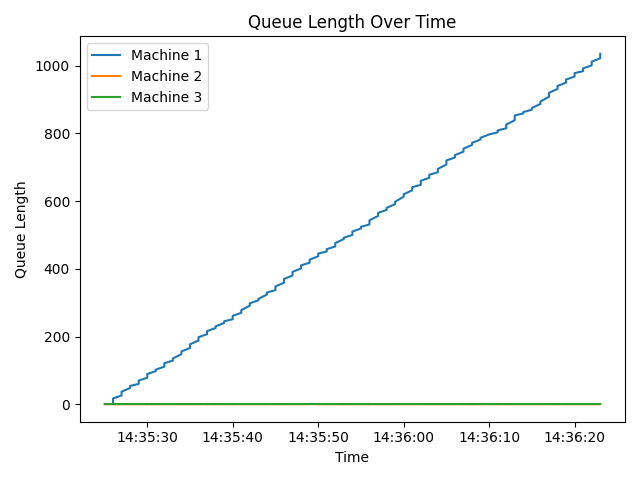 Queue Length Over Time
Machine 1
Machine 2
Machine 3
1000
800
600
400
200
0
Queue Length
14:35:30 14:35:40 14:35:50 14:36:00 14:36:10 14:36:20
Time